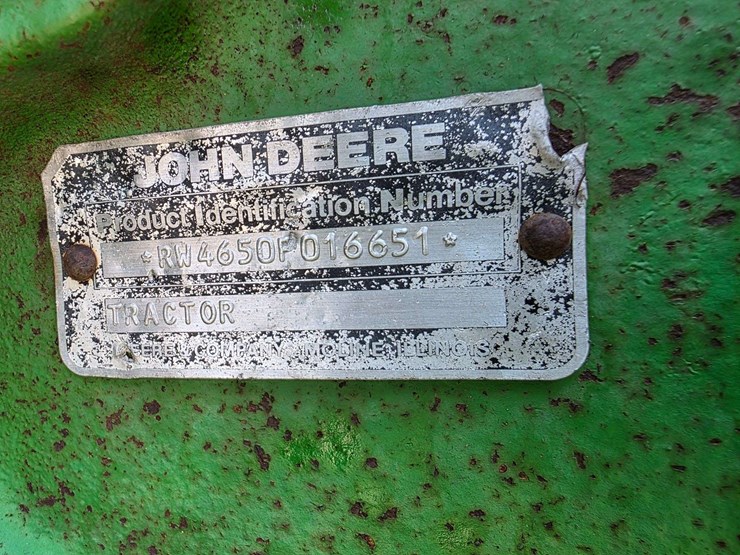 JOHN DEERE
Product Identification Number
*RW4650P016651*
TRACTOR
DEERE & COMPANY MOLINE, ILLINOIS